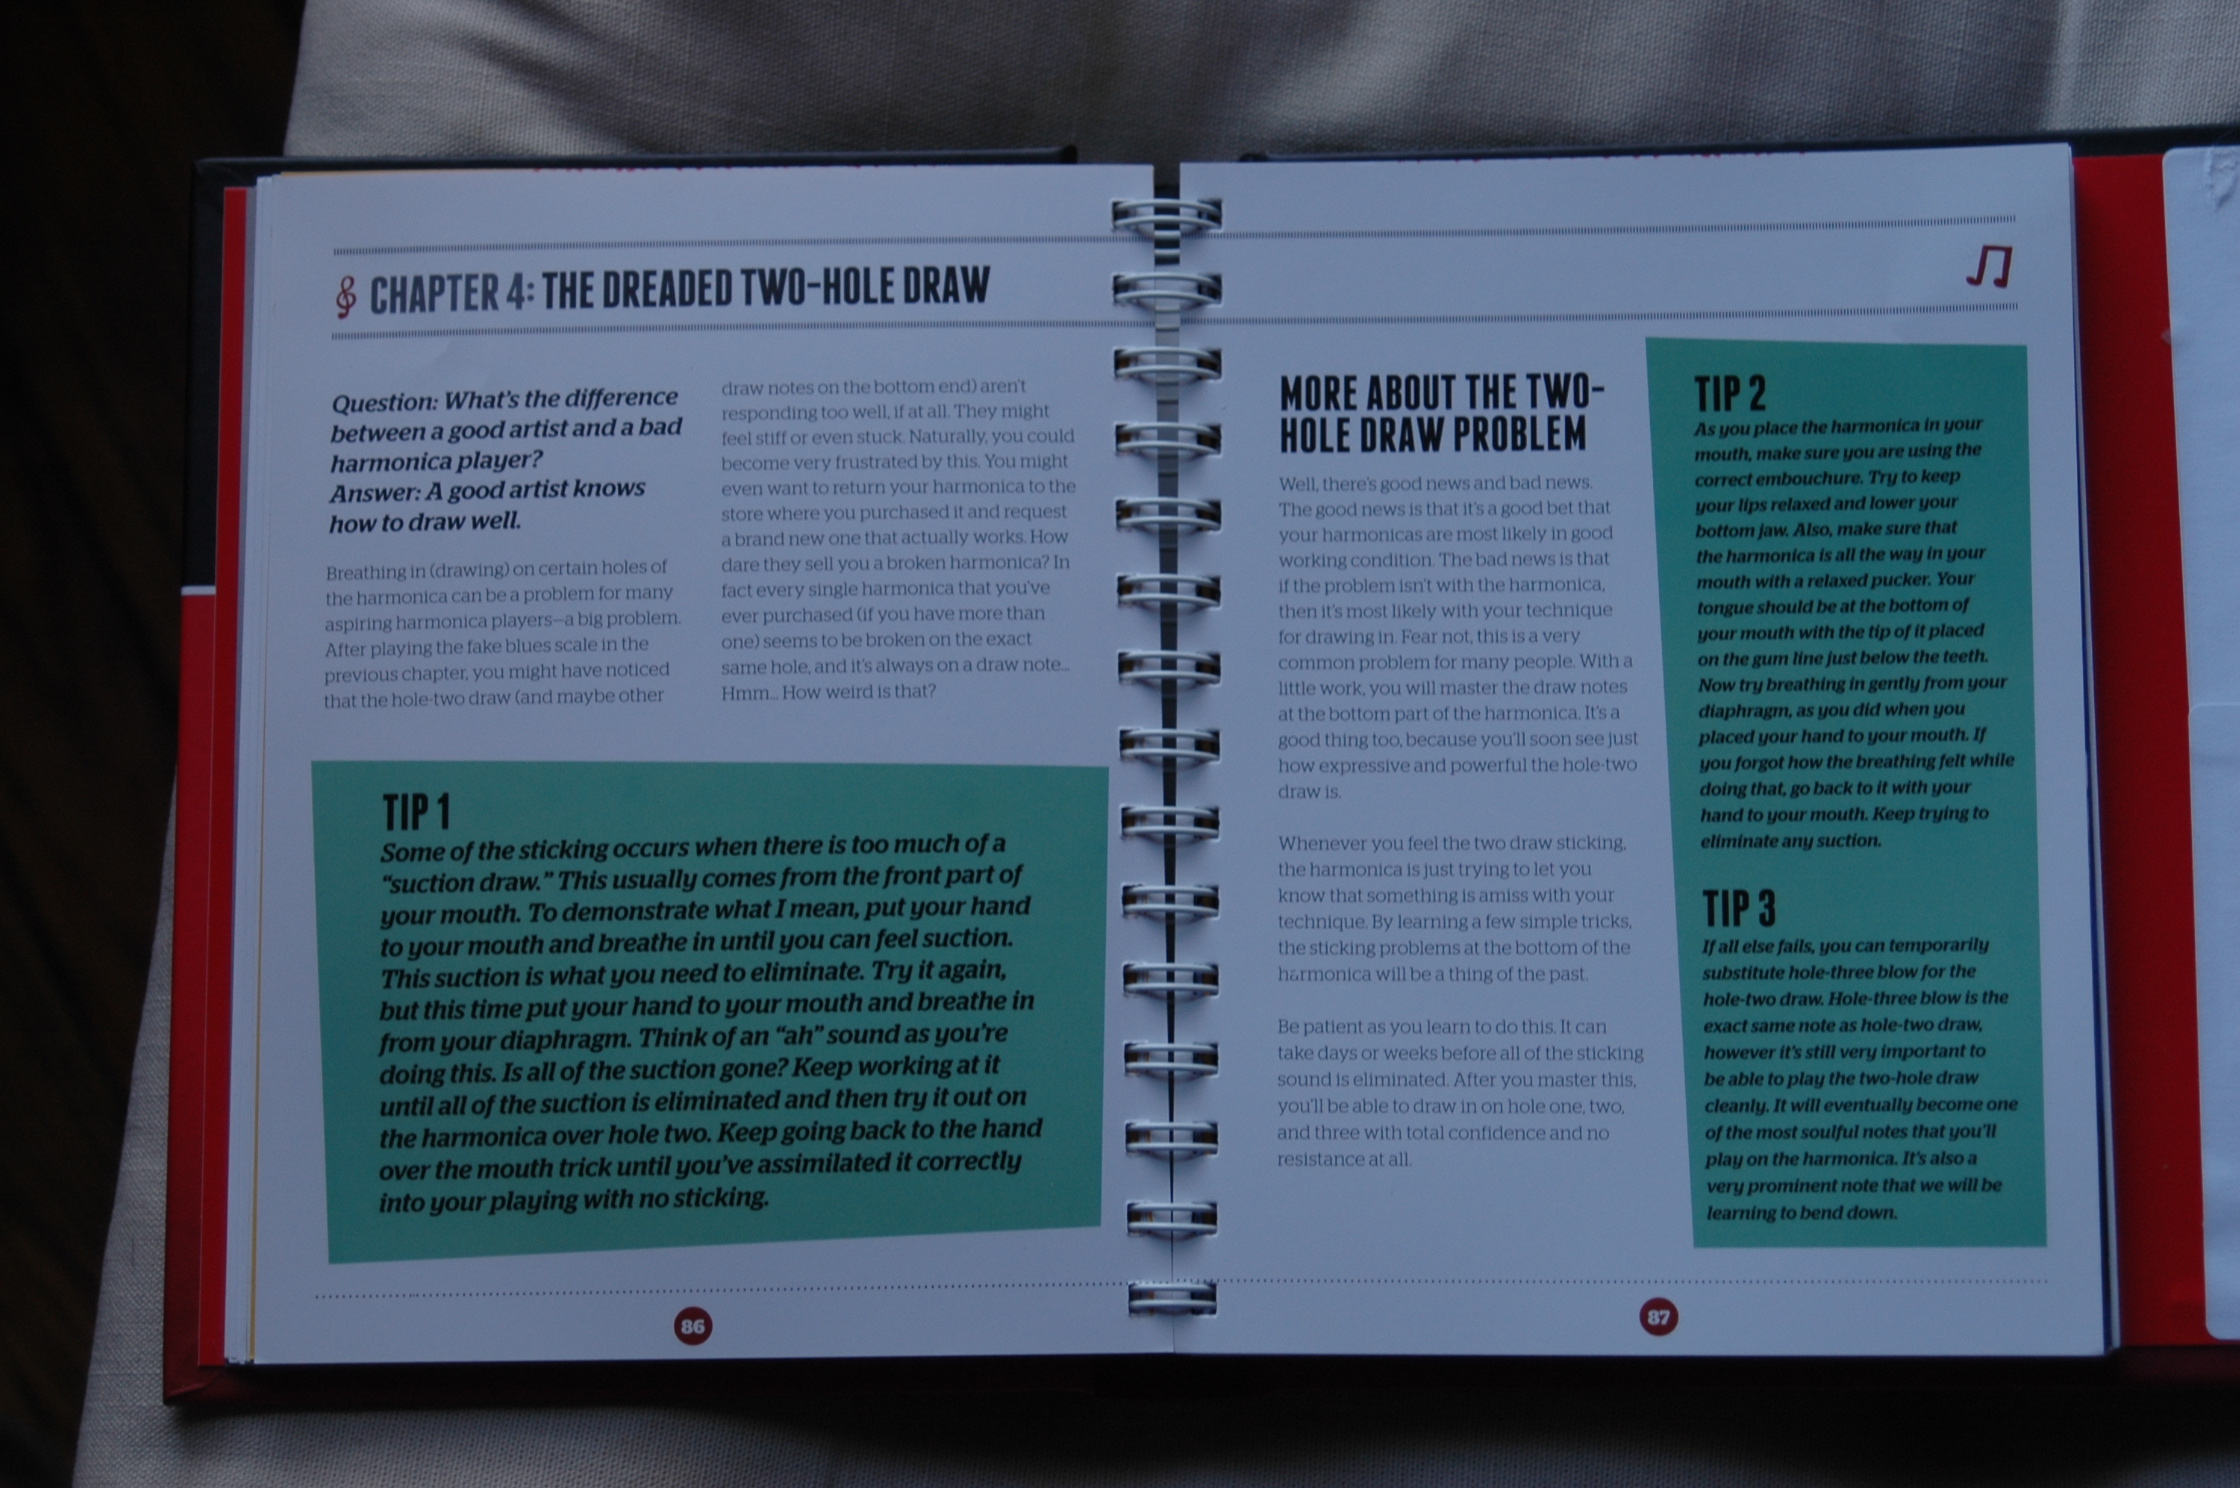 CHAPTER 4: THE DREADED TWO-HOLE DRAW
Question: What's the difference
between a good artist and a bad
harmonica player?
Answer: A good artist knows
how to draw well.
Breathing in (drawing) on certain holes of
the harmonica can be a problem for many
aspiring harmonica players—a big problem.
After playing the fake blues scale in the
previous chapter, you might have noticed
that the hole-two draw (and maybe other
draw notes on the bottom end) aren't
responding too well, if at all. They might
feel stiff or even stuck. Naturally, you could
become very frustrated by this. You might
even want to return your harmonica to the
store where you purchased it and request
a brand new one that actually works. How
dare they sell you a broken harmonica? In
fact every single harmonica that you've
ever purchased (if you have more than
one) seems to be broken on the exact
same hole, and it's always on a draw note...
Hmm... How weird is that?
TIP 1
Some of the sticking occurs when there is too much of a
"suction draw." This usually comes from the front part of
your mouth. To demonstrate what I mean, put your hand
to your mouth and breathe in until you can feel suction.
This suction is what you need to eliminate. Try it again,
but this time put your hand to your mouth and breathe in
from your diaphragm. Think of an "ah" sound as you're
doing this. Is all of the suction gone? Keep working at it
until all of the suction is eliminated and then try it out on
the harmonica over hole two. Keep going back to the hand
over the mouth trick until you've assimilated it correctly
into your playing with no sticking.
86
MORE ABOUT THE TWO-
HOLE DRAW PROBLEM
Well, there's good news and bad news.
The good news is that it's a good bet that
your harmonicas are most likely in good
working condition. The bad news is that
if the problem isn't with the harmonica,
then it's most likely with your technique
for drawing in. Fear not, this is a very
common problem for many people. With a
little work, you will master the draw notes
at the bottom part of the harmonica. It's a
good thing too, because you'll soon see just
how expressive and powerful the hole-two
draw is.
Whenever you feel the two draw sticking,
the harmonica is just trying to let you
know that something is amiss with your
technique. By learning a few simple tricks,
the sticking problems at the bottom of the
harmonica will be a thing of the past.
Be patient as you learn to do this. It can
take days or weeks before all of the sticking
sound is eliminated. After you master this,
you'll be able to draw in on hole one, two,
and three with total confidence and no
resistance at all.
TIP 2
As you place the harmonica in your
mouth, make sure you are using the
correct embouchure. Try to keep
your lips relaxed and lower your
bottom jaw. Also, make sure that
the harmonica is all the way in your
mouth with a relaxed pucker. Your
tongue should be at the bottom of
your mouth with the tip of it placed
on the gum line just below the teeth.
Now try breathing in gently from your
diaphragm, as you did when you
placed your hand to your mouth. If
you forgot how the breathing felt while
doing that, go back to it with your
hand to your mouth. Keep trying to
eliminate any suction.
TIP 3
If all else fails, you can temporarily
substitute hole-three blow for the
hole-two draw. Hole-three blow is the
exact same note as hole-two draw,
however it's still very important to
be able to play the two-hole draw
cleanly. It will eventually become one
of the most soulful notes that you'll
play on the harmonica. It's also a
very prominent note that we will be
learning to bend down.
87